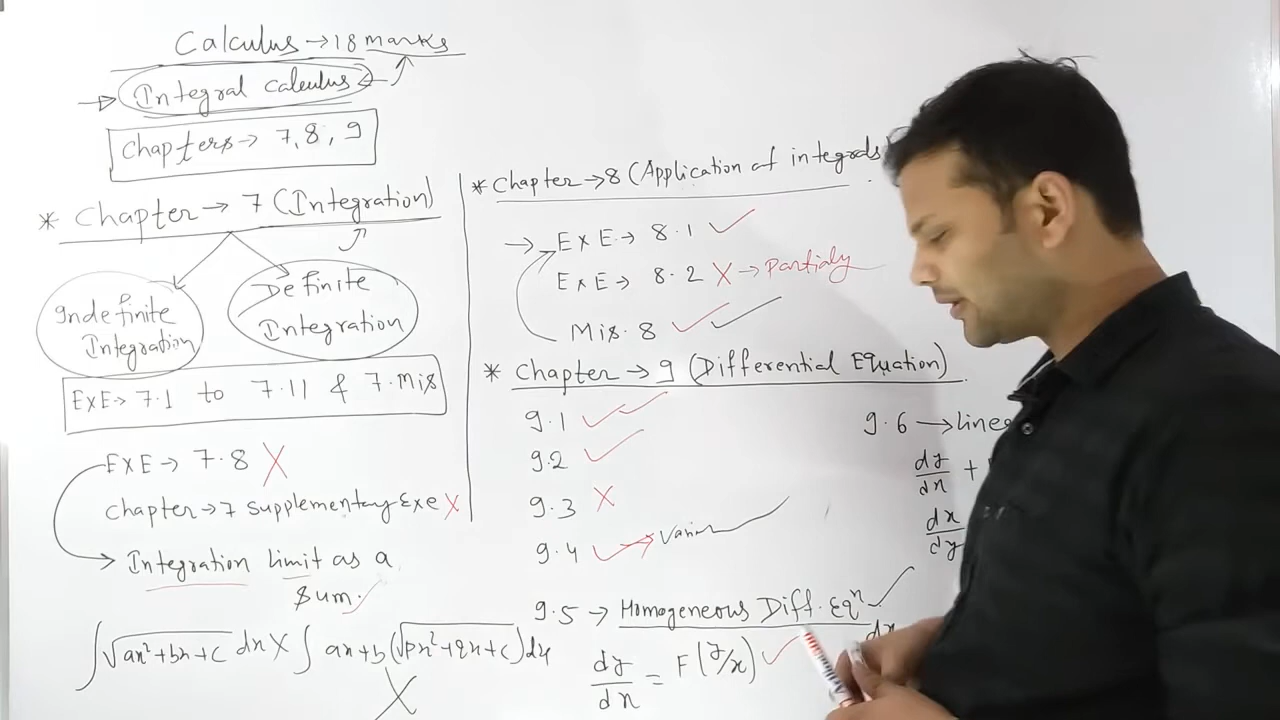 Calculus → 18 marks
Integral calculus
Chapters → 7, 8, 9
* Chapter → 7 (Integration)
Indefinite
Integration
Definite
Integration
EXE → 7.1 to 7.11 & 7.Mix
EXE → 7.8 X
Chapter → 7 supplementary Exe X
Integration limit as a
Sum.
∫√ax²+bx+c dx X ∫ ax+b (√px²+qx+c) dx
X
* Chapter → 8 (Application of integrals
→ EXE → 8.1 ✓
EXE → 8.2 X → Partialy
Mis. 8 ✓ ✓
* Chapter → 9 (Differential Equation)
9.1 ✓
9.2 ✓
9.3 X
9.4 ✓ →
9.5 → Homogeneous Diff. Eqⁿ ✓
dy/dx = F(y/x) ✓
dx
9.6 →
dy/dx +
dx/dy